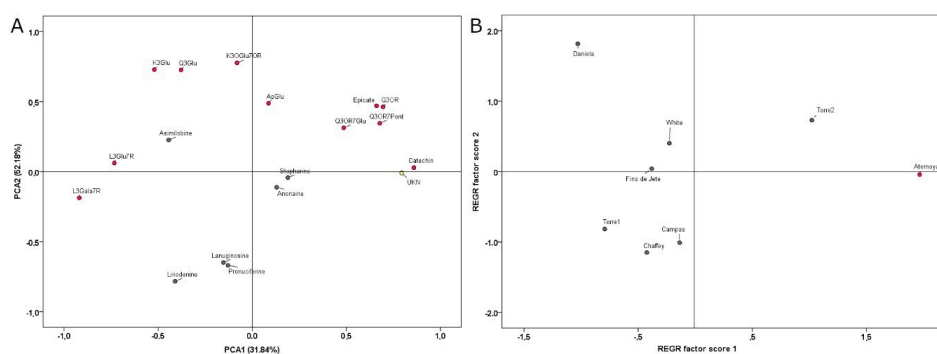 A
1.0
0.5
0.0
-0.5
-1.0
PCA2 (52.18%)
K3Glu
Q3Glu
K3OGlu7OR
ApGlu
Epicate
Q3OR
Q3OR7Glu
Q3OR7Pent
Asimilobine
L3Glu7R
Catechin
L3Gala7R
Stepharine
UKN
Anonaine
Lanuginosine
Liriodenine
Pronuciferine
-1,0
-0.5
0.0
0.5
1,0
PCA1 (31.84%)
B
2.0
1.0
0
-1.0
-2.0
REGR factor score 2
Daniela
Torre2
White
Atemoya
Fino de Jete
Torre1
Campas
Chaffey
-1,5
-,5
,5
1,5
REGR factor score 1